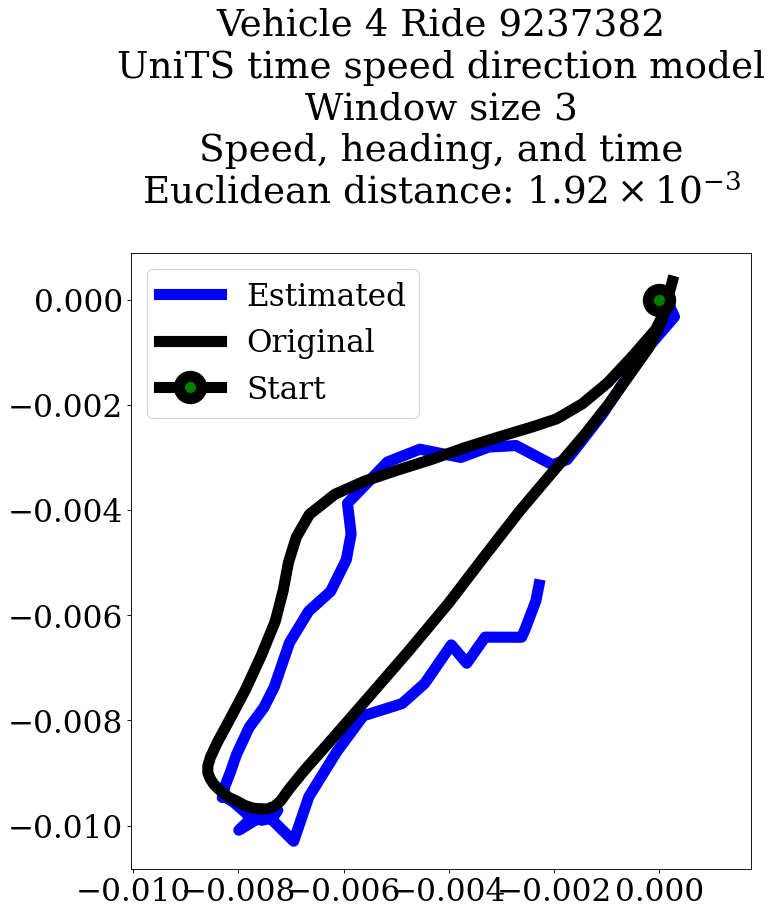 Vehicle 4 Ride 9237382
UniTS time speed direction model
Window size 3
Speed, heading, and time
Euclidean distance: 1.92 × 10⁻³
Estimated
Original
Start
0.000
−0.002
−0.004
−0.006
−0.008
−0.010
−0.010 −0.008 −0.006 −0.004 −0.002 0.000